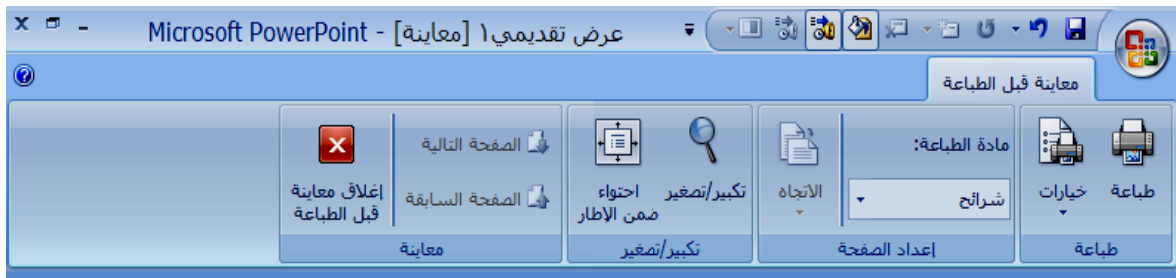 عرض تقديمي١ [معاينة] - Microsoft PowerPoint
معاينة قبل الطباعة
طباعة
خيارات
مادة الطباعة:
شرائح
الاتجاه
تكبير/تصغير
احتواء
ضمن الإطار
الصفحة التالية
الصفحة السابقة
إغلاق معاينة
قبل الطباعة
طباعة
إعداد الصفحة
تكبير/تصغير
معاينة